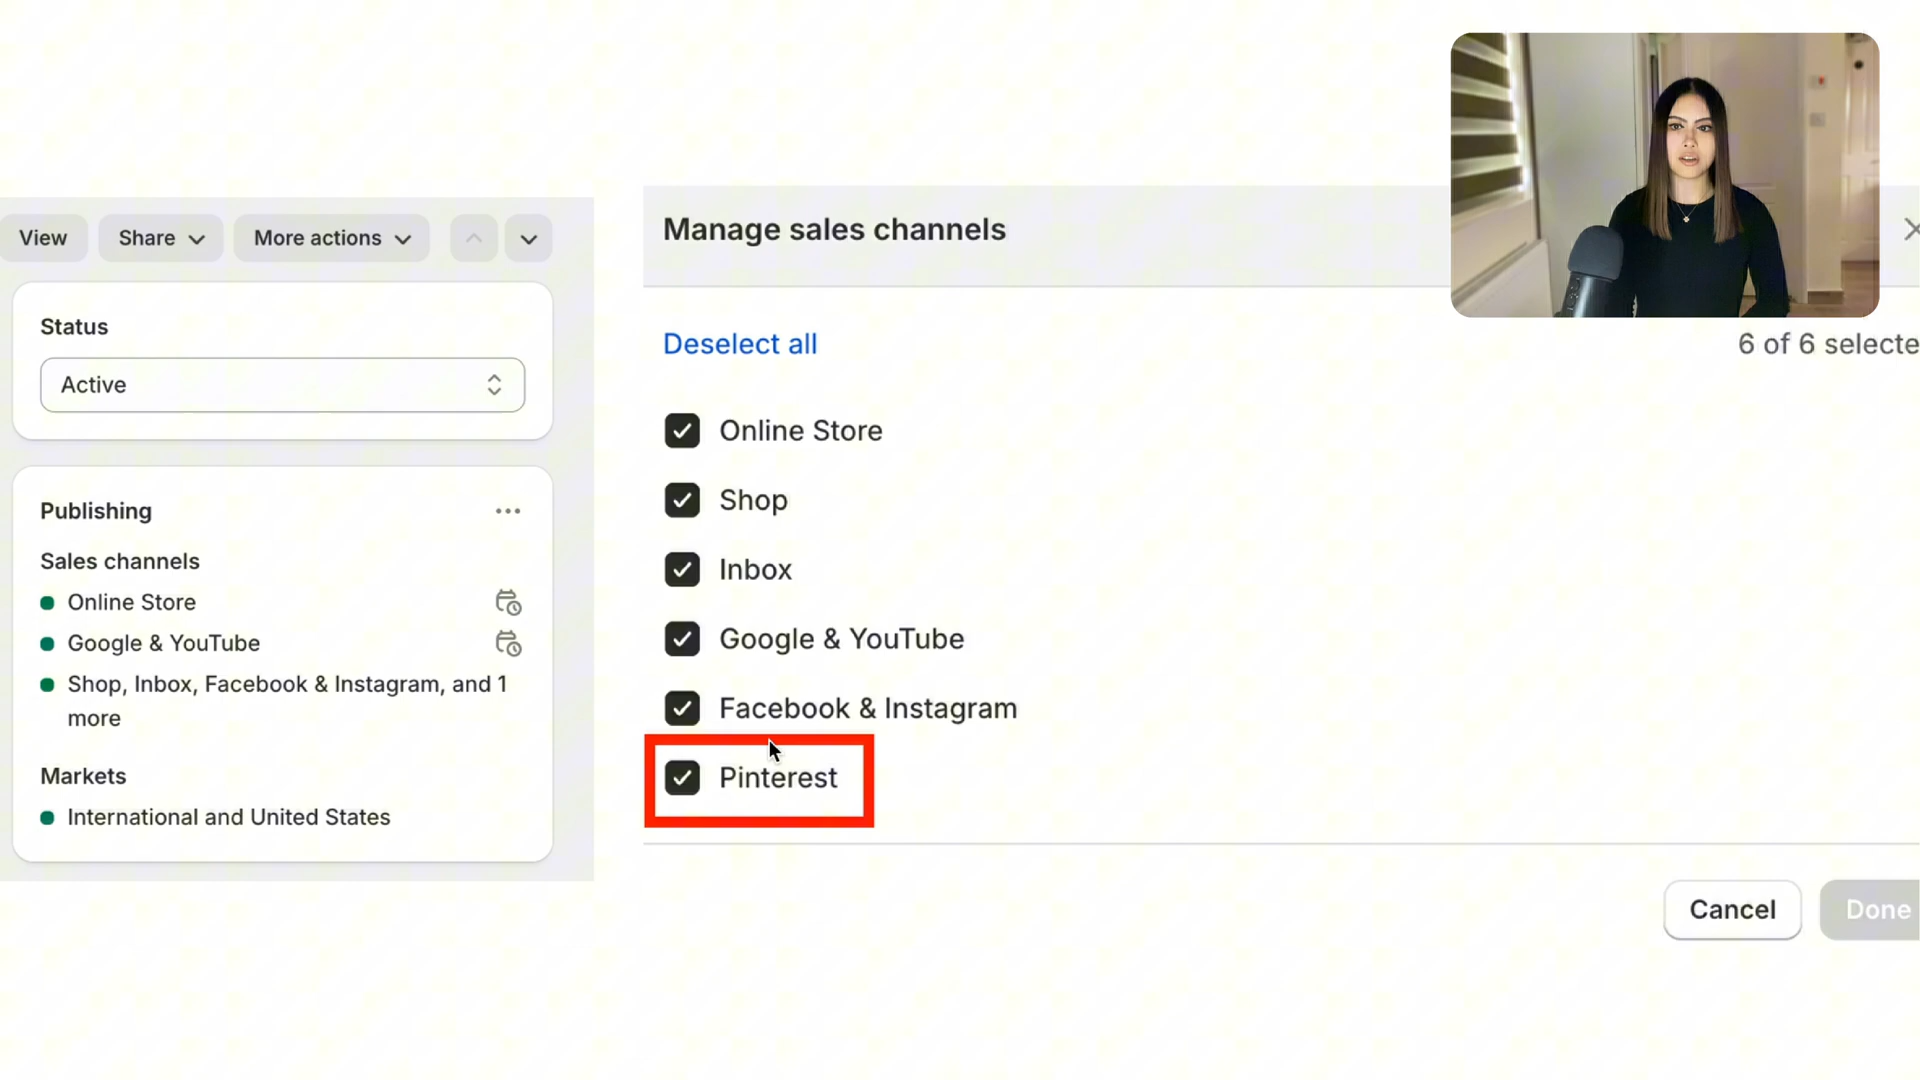 View
Share
More actions
Status
Active
Publishing
Sales channels
Online Store
Google & YouTube
Shop, Inbox, Facebook & Instagram, and 1
more
Markets
International and United States
Manage sales channels
Deselect all
6 of 6 selecte
Online Store
Shop
Inbox
Google & YouTube
Facebook & Instagram
Pinterest
Cancel
Done